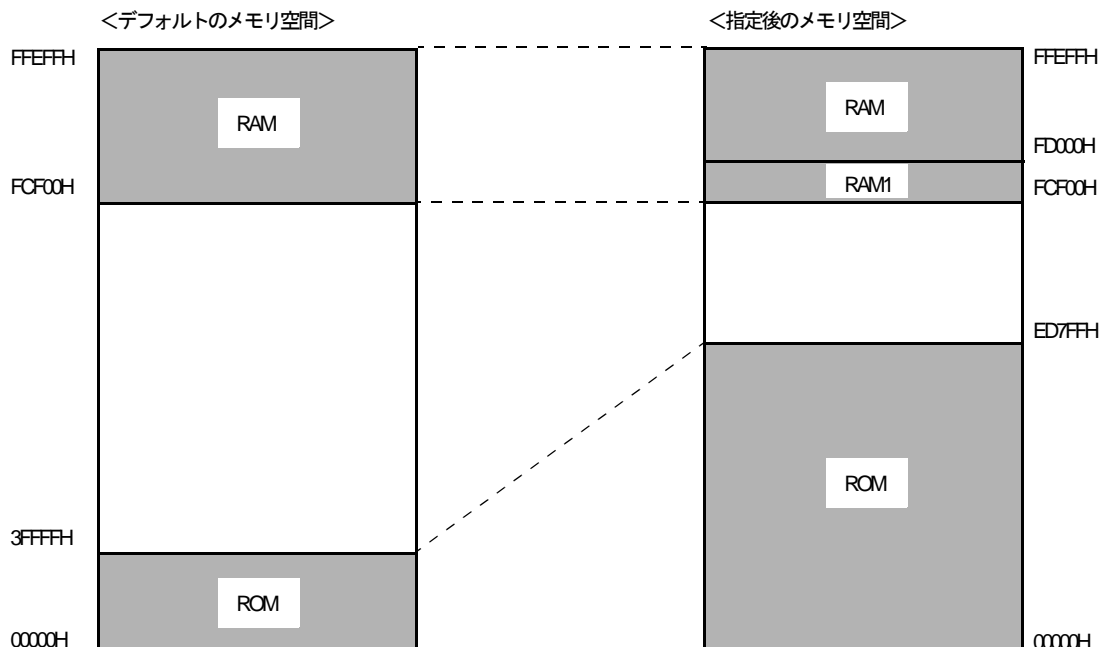 ＜デフォルトのメモリ空間＞
FFEFFH
RAM
FCF00H
3FFFFH
ROM
00000H
＜指定後のメモリ空間＞
FFEFFH
RAM
FD000H
RAM1
FCF00H
ED7FFH
ROM
00000H